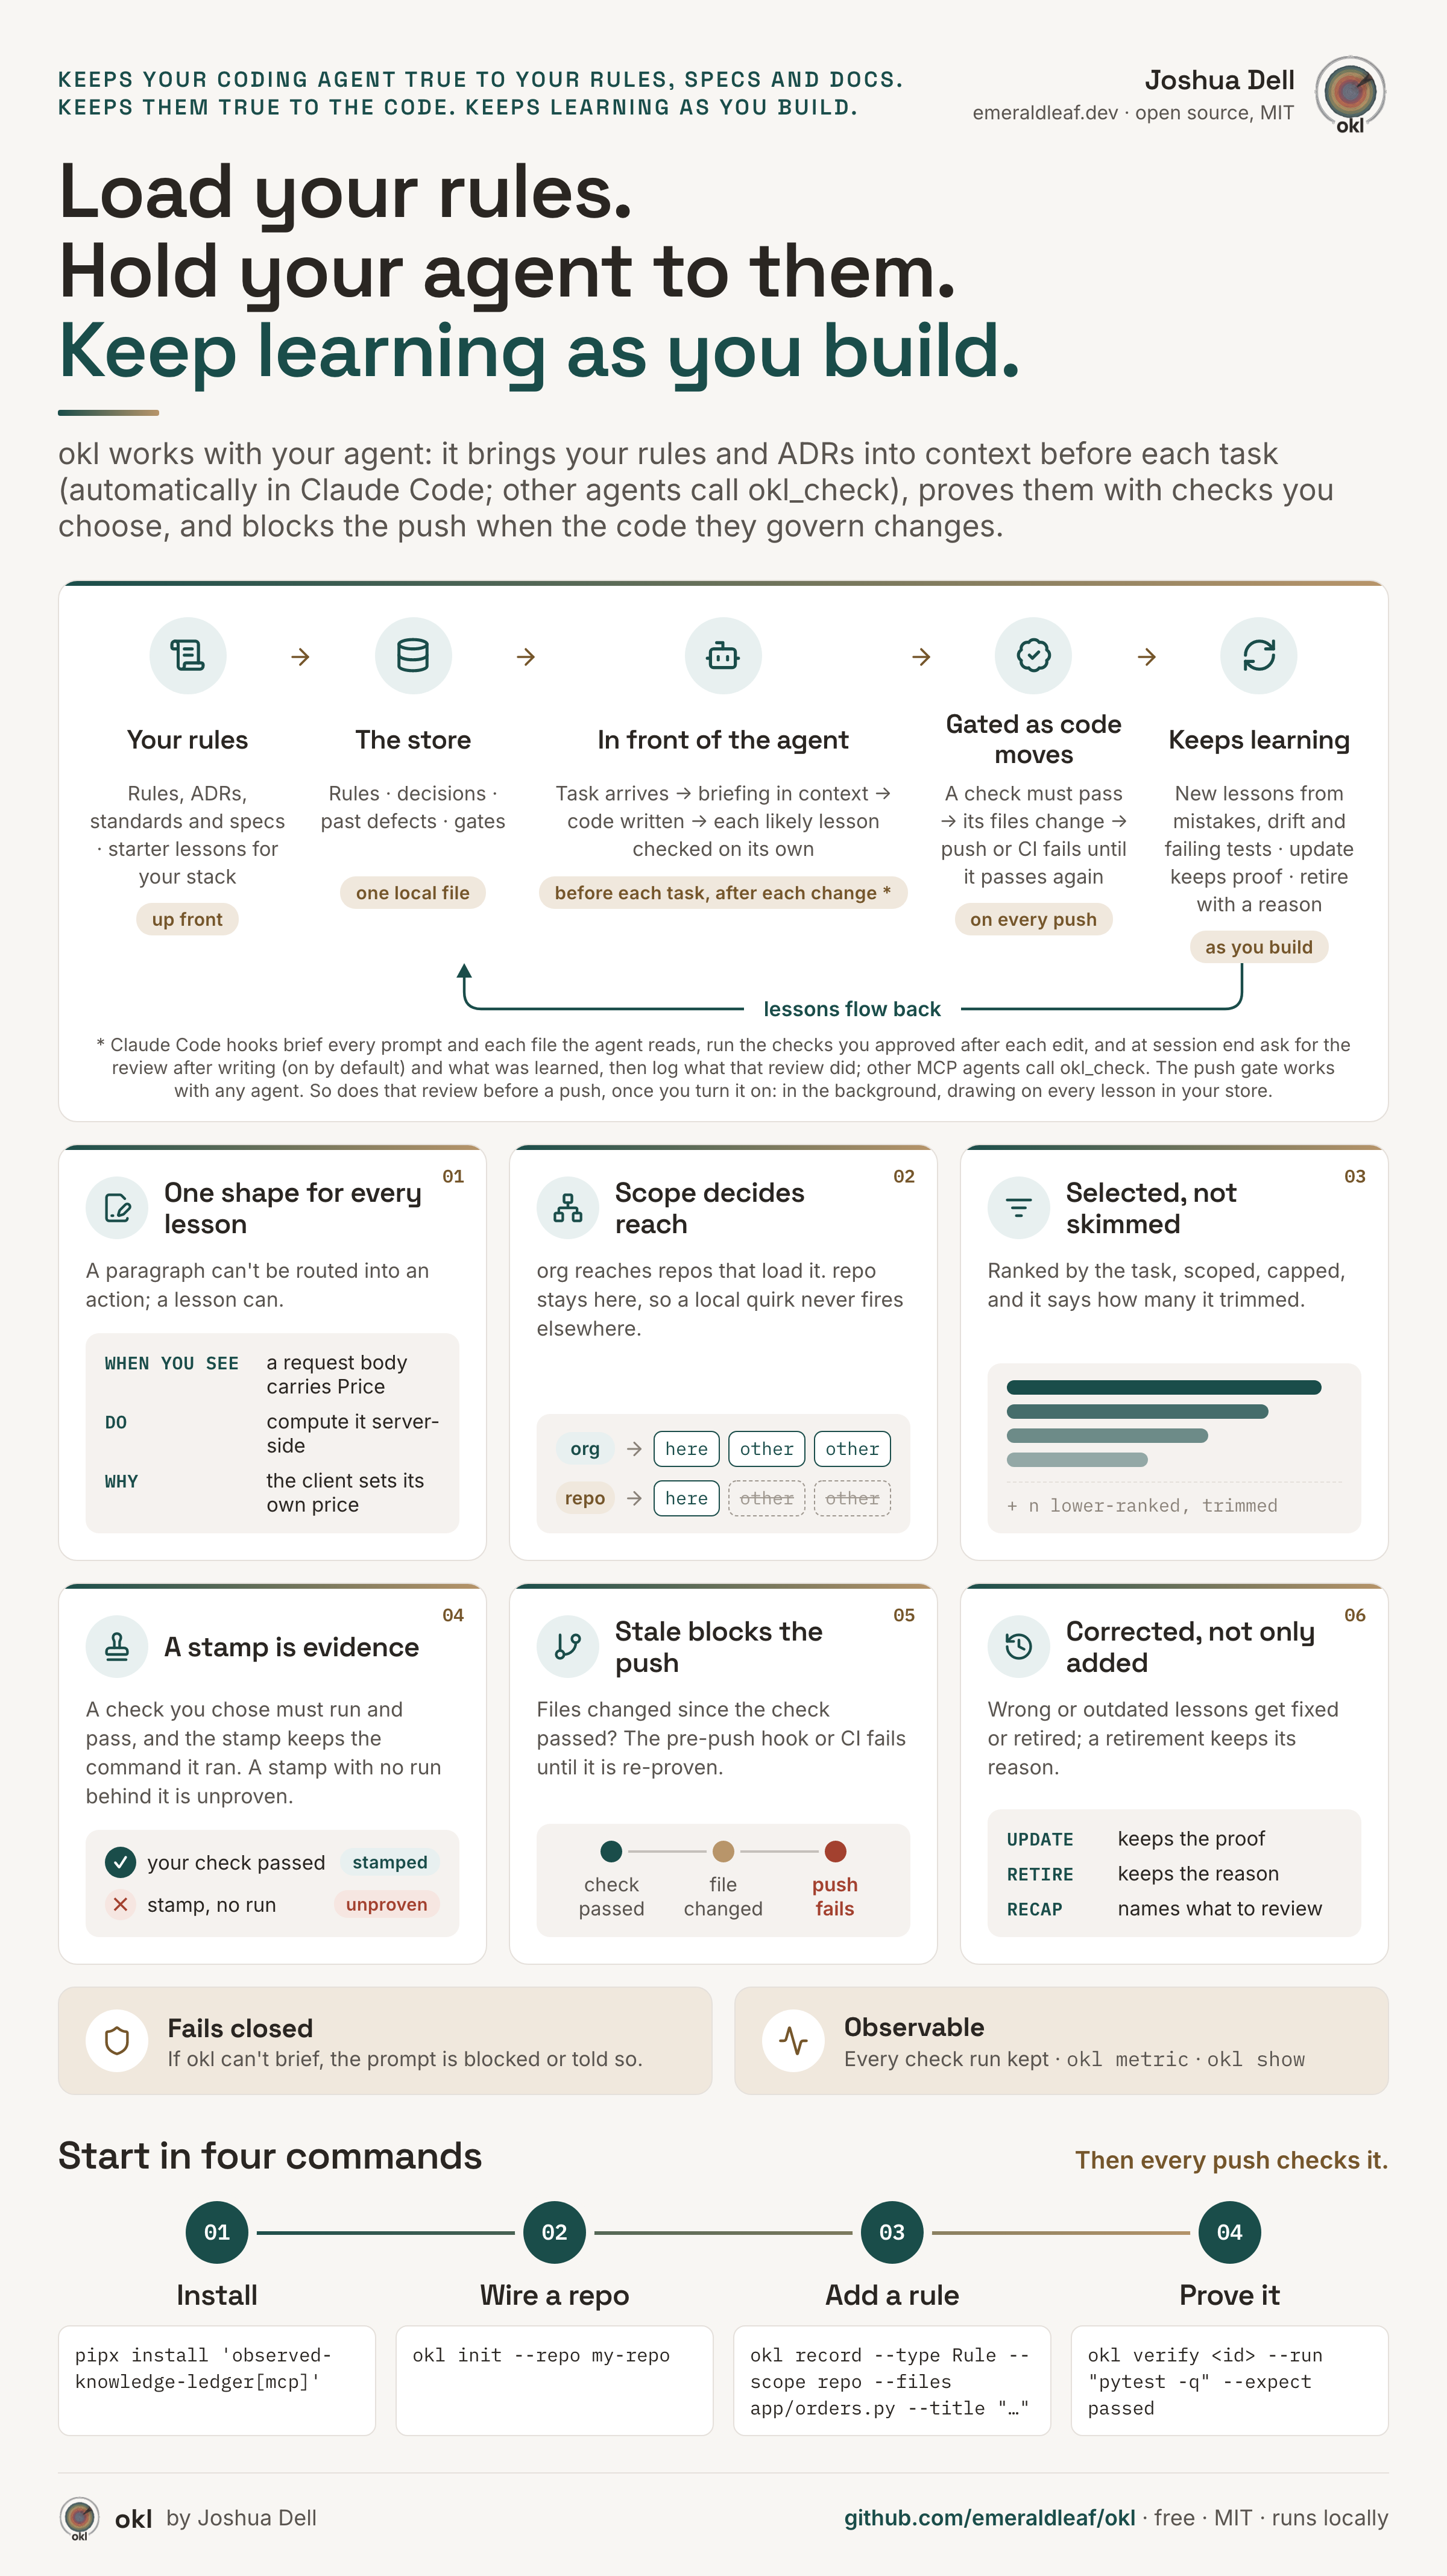 KEEPS YOUR CODING AGENT TRUE TO YOUR RULES, SPECS AND DOCS.
KEEPS THEM TRUE TO THE CODE. KEEPS LEARNING AS YOU BUILD.
Joshua Dell
emeraldleaf.dev · open source, MIT
okl
Load your rules.
Hold your agent to them.
Keep learning as you build.
okl works with your agent: it brings your rules and ADRs into context before each task
(automatically in Claude Code; other agents call okl_check), proves them with checks you
choose, and blocks the push when the code they govern changes.
→
→
→
→
Your rules
Rules, ADRs,
standards and specs
· starter lessons for
your stack
up front
The store
Rules · decisions ·
past defects · gates
one local file
In front of the agent
Task arrives → briefing in context →
code written → each likely lesson
checked on its own
before each task, after each change *
Gated as code
moves
A check must pass
→ its files change →
push or CI fails until
it passes again
on every push
Keeps learning
New lessons from
mistakes, drift and
failing tests · update
keeps proof · retire
with a reason
as you build
lessons flow back
* Claude Code hooks brief every prompt and each file the agent reads, run the checks you approved after each edit, and at session end ask for the
review after writing (on by default) and what was learned, then log what that review did; other MCP agents call okl_check. The push gate works
with any agent. So does that review before a push, once you turn it on: in the background, drawing on every lesson in your store.
01
One shape for every
lesson
A paragraph can't be routed into an
action; a lesson can.
WHEN YOU SEE a request body
carries Price
DO compute it server-
side
WHY the client sets its
own price
02
Scope decides
reach
org reaches repos that load it. repo
stays here, so a local quirk never fires
elsewhere.
org → here other other
repo → here other other
03
Selected, not
skimmed
Ranked by the task, scoped, capped,
and it says how many it trimmed.
+ n lower-ranked, trimmed
04
A stamp is evidence
A check you chose must run and
pass, and the stamp keeps the
command it ran. A stamp with no run
behind it is unproven.
your check passed stamped
stamp, no run unproven
05
Stale blocks the
push
Files changed since the check
passed? The pre-push hook or CI fails
until it is re-proven.
check
passed
file
changed
push
fails
06
Corrected, not only
added
Wrong or outdated lessons get fixed
or retired; a retirement keeps its
reason.
UPDATE keeps the proof
RETIRE keeps the reason
RECAP names what to review
Fails closed
If okl can't brief, the prompt is blocked or told so.
Observable
Every check run kept · okl metric · okl show
Start in four commands
Then every push checks it.
01
Install
pipx install 'observed-
knowledge-ledger[mcp]'
02
Wire a repo
okl init --repo my-repo
03
Add a rule
okl record --type Rule --
scope repo --files
app/orders.py --title "…"
04
Prove it
okl verify <id> --run
"pytest -q" --expect
passed
okl
okl by Joshua Dell
github.com/emeraldleaf/okl · free · MIT · runs locally